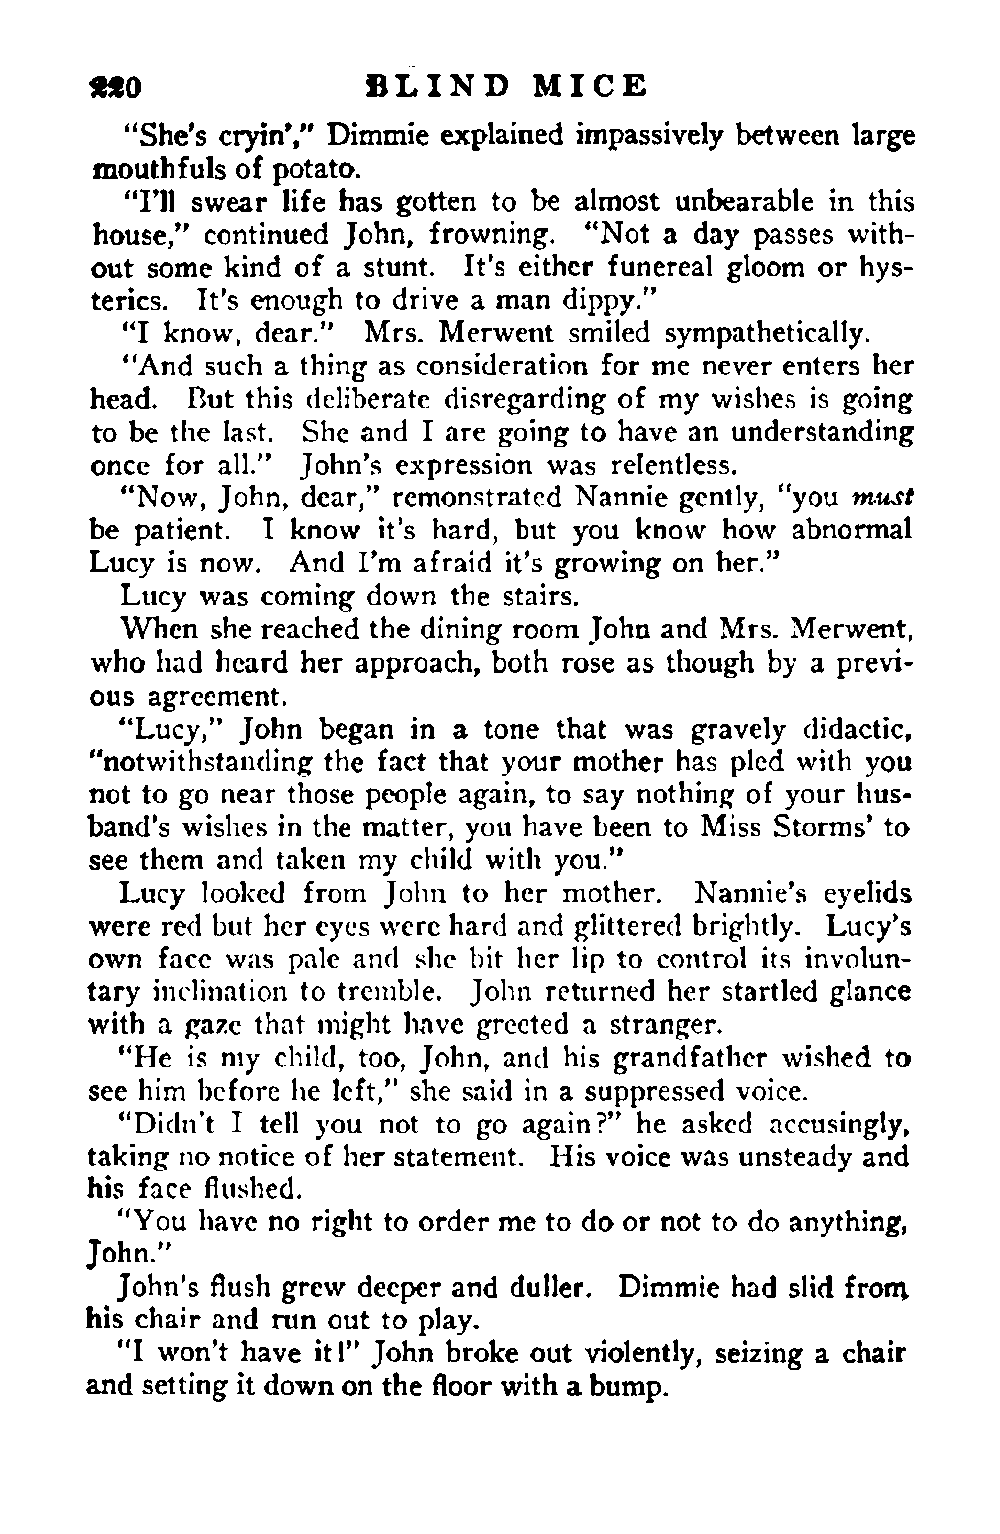 220 BLIND MICE
“She’s cryin’,” Dimmie explained impassively between large
mouthfuls of potato.
“I’ll swear life has gotten to be almost unbearable in this
house,” continued John, frowning. “Not a day passes with-
out some kind of a stunt. It’s either funereal gloom or hys-
terics. It’s enough to drive a man dippy.”
“I know, dear.” Mrs. Merwent smiled sympathetically.
“And such a thing as consideration for me never enters her
head. But this deliberate disregarding of my wishes is going
to be the last. She and I are going to have an understanding
once for all.” John’s expression was relentless.
“Now, John, dear,” remonstrated Nannie gently, “you must
be patient. I know it’s hard, but you know how abnormal
Lucy is now. And I’m afraid it’s growing on her.”
Lucy was coming down the stairs.
When she reached the dining room John and Mrs. Merwent,
who had heard her approach, both rose as though by a previ-
ous agreement.
“Lucy,” John began in a tone that was gravely didactic,
“notwithstanding the fact that your mother has pled with you
not to go near those people again, to say nothing of your hus-
band’s wishes in the matter, you have been to Miss Storms’ to
see them and taken my child with you.”
Lucy looked from John to her mother. Nannie’s eyelids
were red but her eyes were hard and glittered brightly. Lucy’s
own face was pale and she bit her lip to control its involun-
tary inclination to tremble. John returned her startled glance
with a gaze that might have greeted a stranger.
“He is my child, too, John, and his grandfather wished to
see him before he left,” she said in a suppressed voice.
“Didn’t I tell you not to go again?” he asked accusingly,
taking no notice of her statement. His voice was unsteady and
his face flushed.
“You have no right to order me to do or not to do anything,
John.”
John’s flush grew deeper and duller. Dimmie had slid from
his chair and run out to play.
“I won’t have it!” John broke out violently, seizing a chair
and setting it down on the floor with a bump.